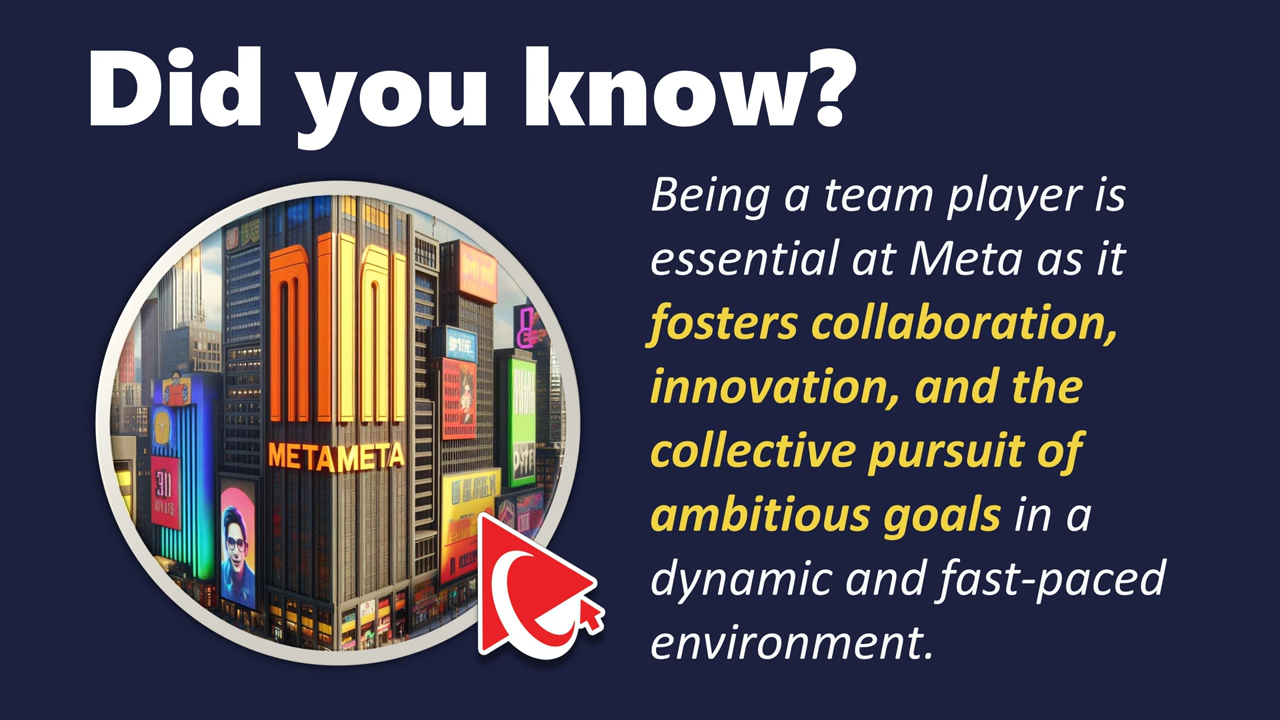 Did you know?
Being a team player is
essential at Meta as it
fosters collaboration,
innovation, and the
collective pursuit of
ambitious goals in a
dynamic and fast-paced
environment.
METAMETA